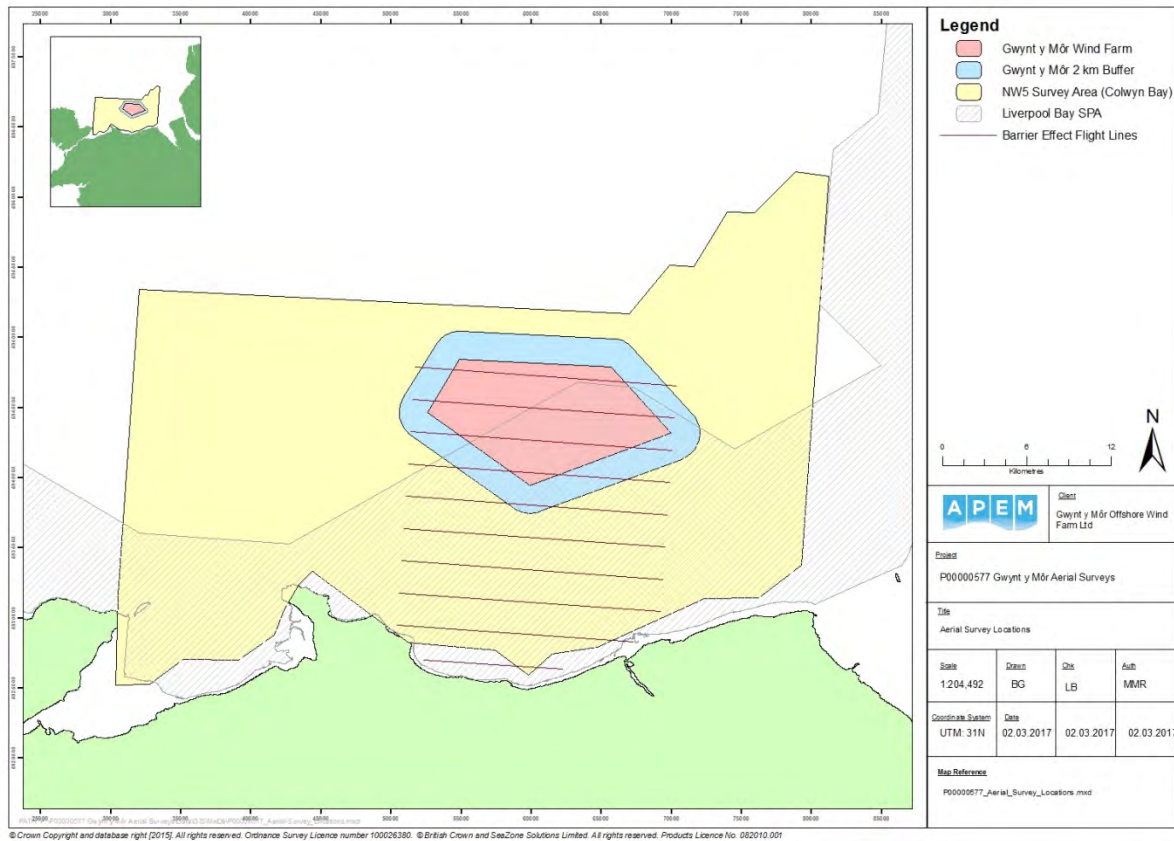 Legend
Gwynt y Môr Wind Farm
Gwynt y Môr 2 km Buffer
NW5 Survey Area (Colwyn Bay)
Liverpool Bay SPA
Barrier Effect Flight Lines
N
0 6 12
Kilometres
APEM
Client
Gwynt y Môr Offshore Wind
Farm Ltd
Project
P00000577 Gwynt y Môr Aerial Surveys
Title
Aerial Survey Locations
Scale Drawn Chk Auth
1:204,492 BG LB MMR
Coordinate System Date
UTM: 31N 02.03.2017 02.03.2017 02.03.2017
Map Reference
P00000577_Aerial_Survey_Locations.mxd
© Crown Copyright and database right [2015]. All rights reserved. Ordnance Survey Licence number 100026380. © British Crown and SeaZone Solutions Limited. All rights reserved. Products Licence No. 082010.001